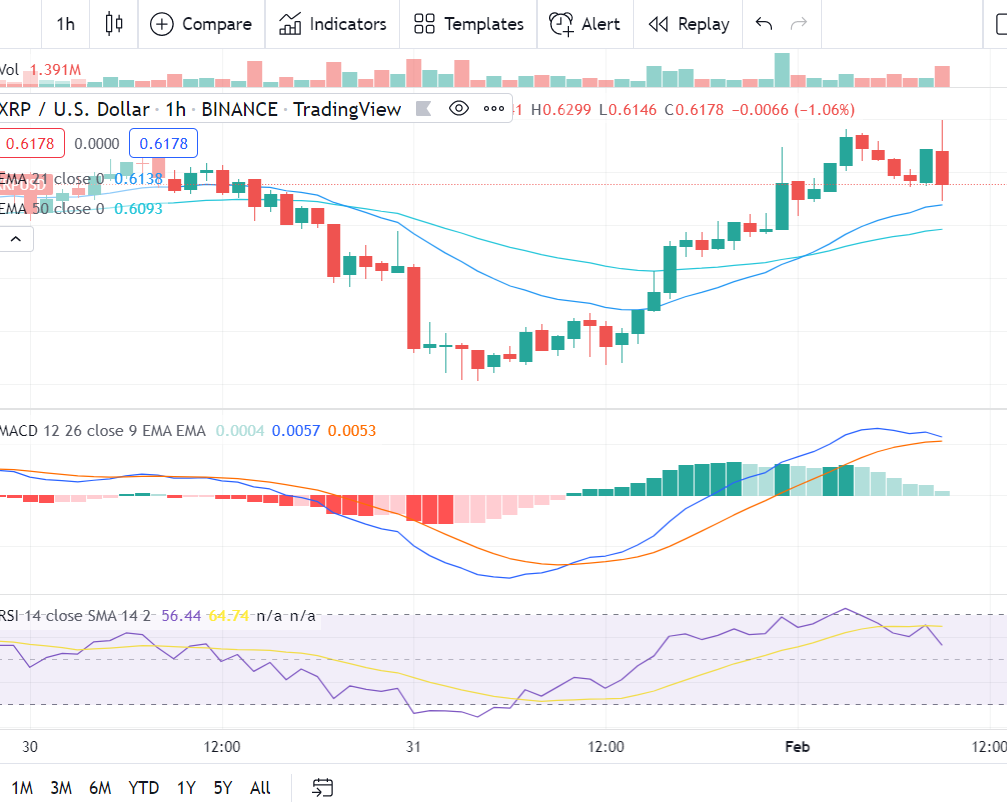 1h Compare Indicators Templates Alert Replay
Vol 1.391M
XRP / U.S. Dollar · 1h · BINANCE · TradingView H0.6299 L0.6146 C0.6178 −0.0066 (−1.06%)
0.6178 0.0000 0.6178
EMA 21 close 0 0.6138
EMA 50 close 0 0.6093
MACD 12 26 close 9 EMA EMA 0.0004 0.0057 0.0053
RSI 14 close SMA 14 2 56.44 64.74 n/a n/a
30 12:00 31 12:00 Feb 12:00
1M 3M 6M YTD 1Y 5Y All